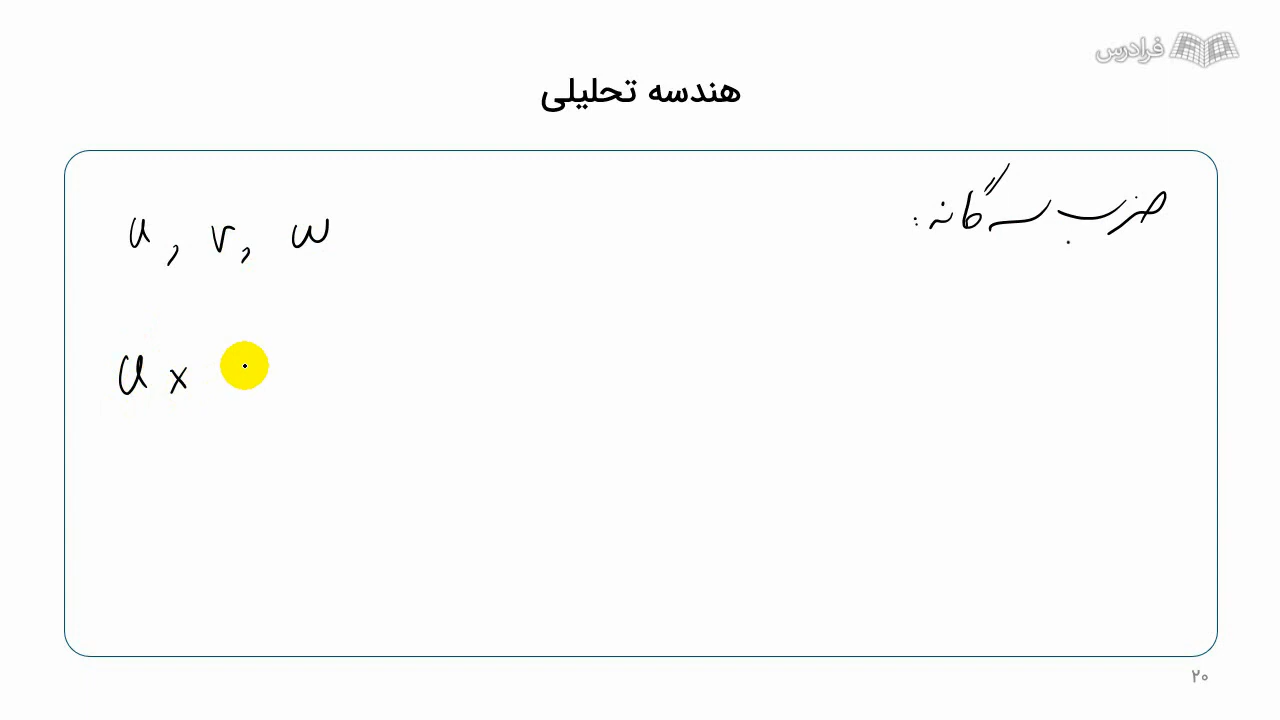 فرادرس
هندسه تحلیلی
ضرب سه گانه :
u , v , w
u ×
۲۰